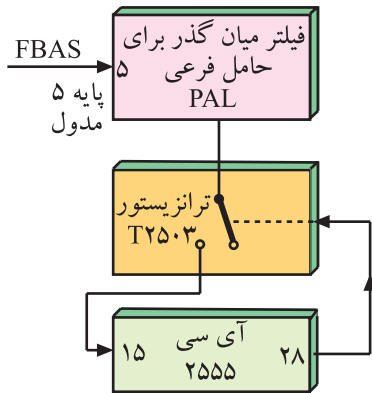 FBAS
پایه ۵
مدول
۵
فیلتر میان گذر برای
حامل فرعی
PAL
ترانزیستور
T۲۵۰۳
آی سی
۲۵۵۵
۱۵
۲۸